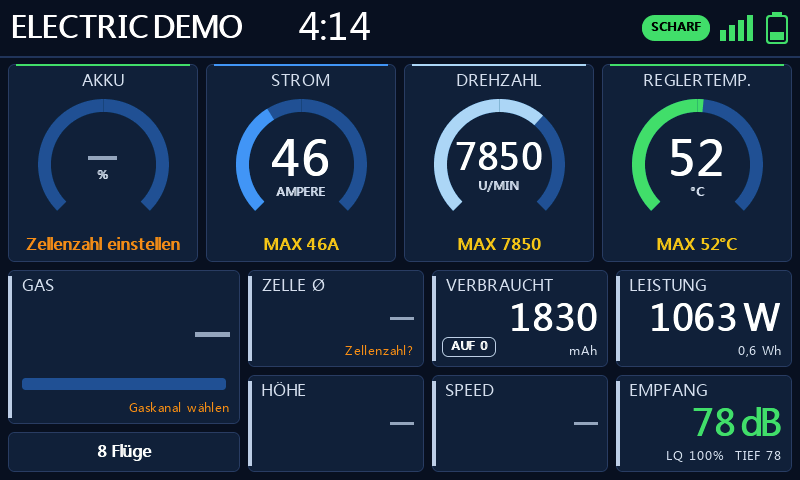 ELECTRIC DEMO 4:14 SCHARF
AKKU STROM DREHZAHL REGLERTEMP.
— 46 7850 52
% AMPERE U/MIN °C
Zellenzahl einstellen MAX 46A MAX 7850 MAX 52°C
GAS
—
Gaskanal wählen
8 Flüge
ZELLE Ø
—
Zellenzahl?
VERBRAUCHT
1830
AUF 0 mAh
LEISTUNG
1063 W
0,6 Wh
HÖHE
—
SPEED
—
EMPFANG
78 dB
LQ 100% TIEF 78